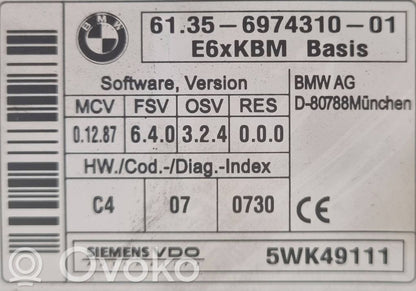 BMW
61.35-6974310-01
E6xKBM Basis
Software, Version
BMW AG
MCV FSV OSV RES
D-80788München
0.12.87 6.4.0 3.2.4 0.0.0
HW./Cod.-/Diag.-Index
C4 07 0730
CE
SIEMENS VDO
5WK49111
Ovoko